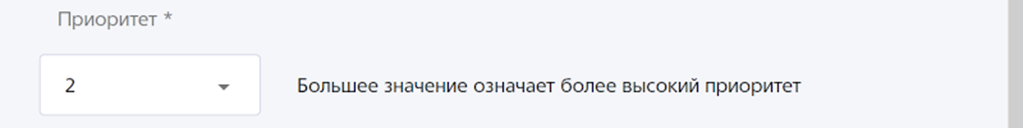 Приоритет *
2
Большее значение означает более высокий приоритет